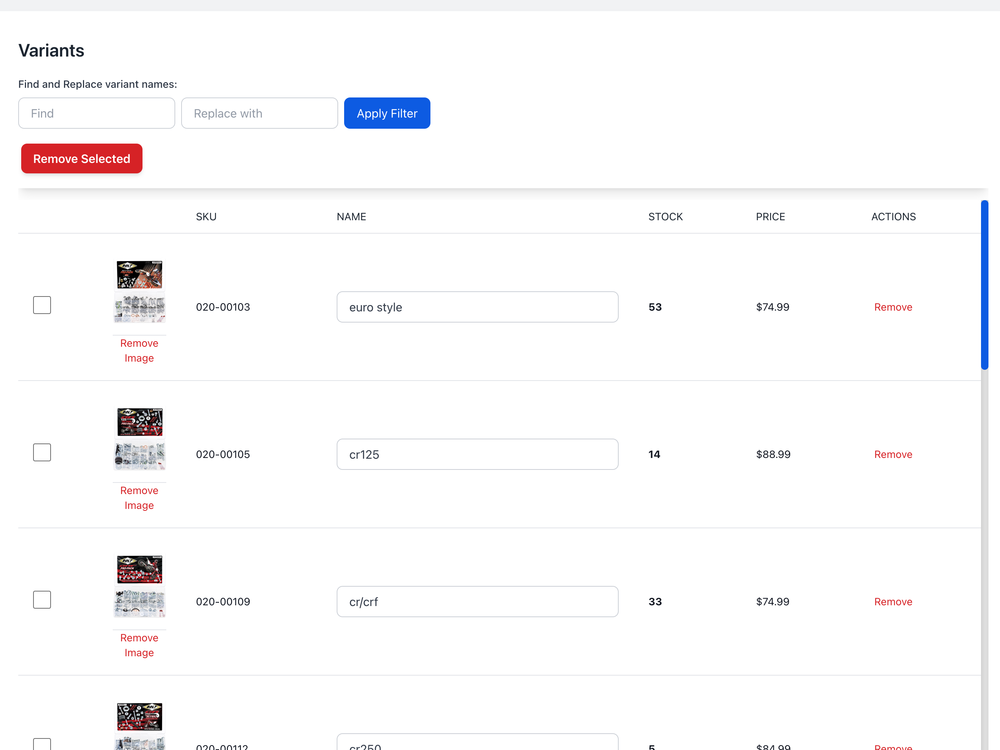 Variants
Find and Replace variant names:
Find
Replace with
Apply Filter
Remove Selected
SKU NAME STOCK PRICE ACTIONS
020-00103 euro style 53 $74.99 Remove
Remove
Image
020-00105 cr125 14 $88.99 Remove
Remove
Image
020-00109 cr/crf 33 $74.99 Remove
Remove
Image
020-00112 cr250 5 $84.99 Remove